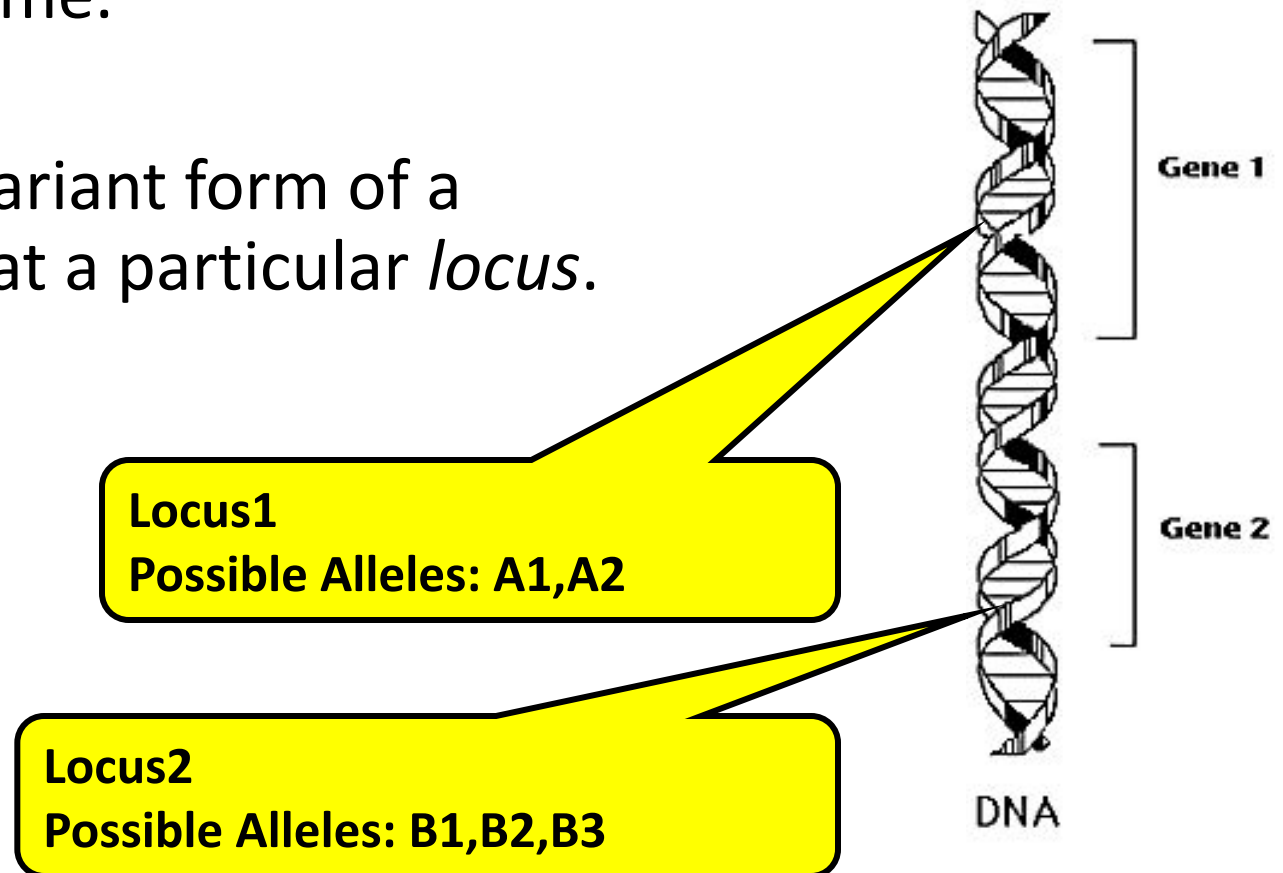 me.
ariant form of a
at a particular locus.
Gene 1
Locus1
Possible Alleles: A1,A2
Gene 2
Locus2
Possible Alleles: B1,B2,B3
DNA